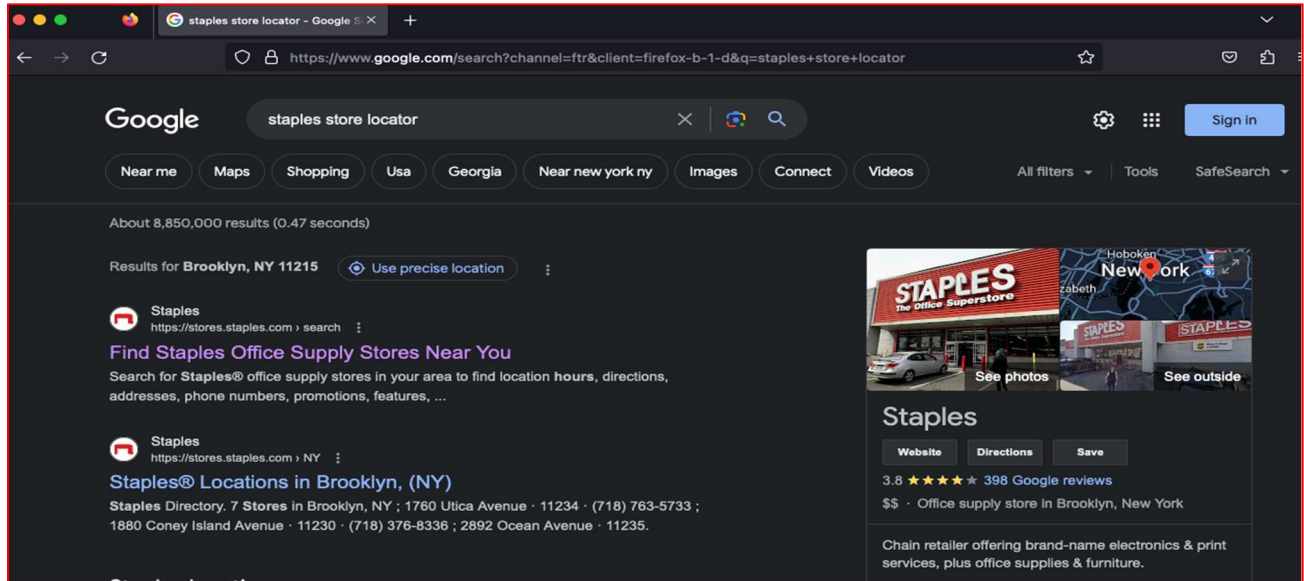 staples store locator - Google S
https://www.google.com/search?channel=ftr&client=firefox-b-1-d&q=staples+store+locator
Google
staples store locator
Sign in
Near me
Maps
Shopping
Usa
Georgia
Near new york ny
Images
Connect
Videos
All filters
Tools
SafeSearch
About 8,850,000 results (0.47 seconds)
Results for Brooklyn, NY 11215
Use precise location
Staples
https://stores.staples.com › search
Find Staples Office Supply Stores Near You
Search for Staples® office supply stores in your area to find location hours, directions,
addresses, phone numbers, promotions, features, ...
Staples
https://stores.staples.com › NY
Staples® Locations in Brooklyn, (NY)
Staples Directory. 7 Stores in Brooklyn, NY ; 1760 Utica Avenue · 11234 · (718) 763-5733 ;
1880 Coney Island Avenue · 11230 · (718) 376-8336 ; 2892 Ocean Avenue · 11235.
STAPLES
The Office Superstore
See photos
Hoboken
New York
zabeth
STAPLES
STAPLES
See outside
Staples
Website
Directions
Save
3.8 ★★★★★ 398 Google reviews
$$ · Office supply store in Brooklyn, New York
Chain retailer offering brand-name electronics & print
services, plus office supplies & furniture.